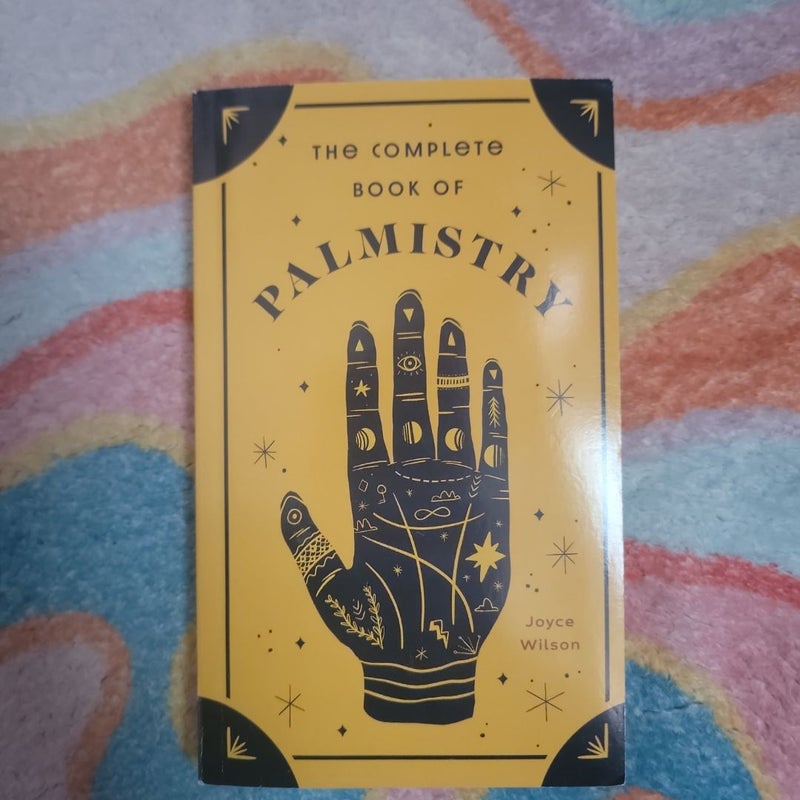 THE COMPLETE
BOOK OF
PALMISTRY
Joyce
Wilson